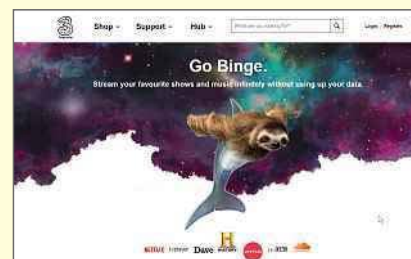 Shop Support Hub Login Register
Go Binge.
Stream your favourite shows and music infinitely without using up your data.
NETFLIX Dave H